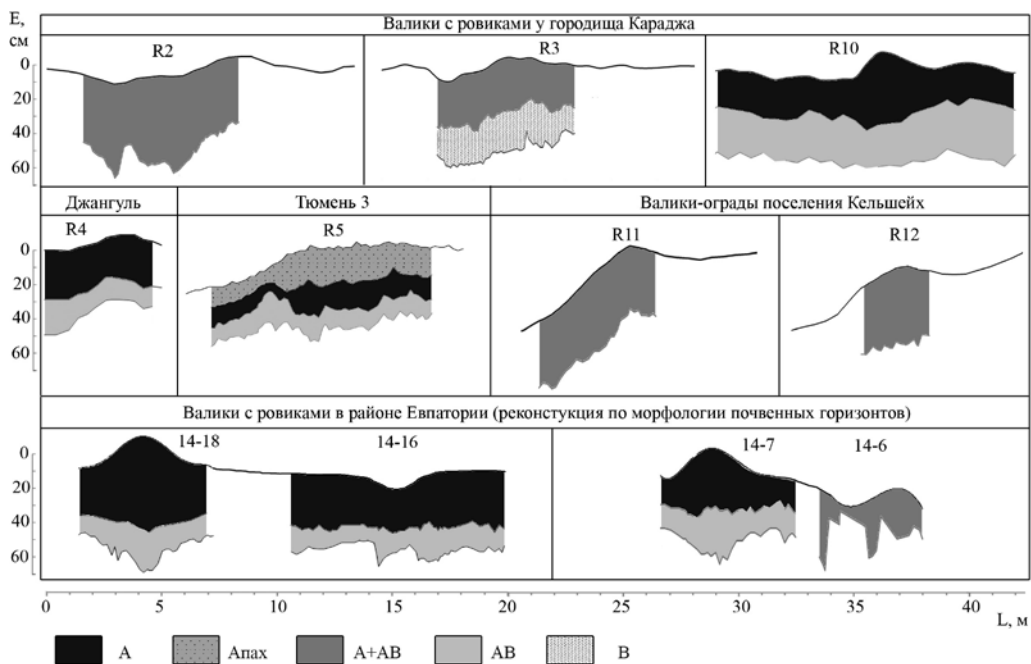 E,
см
Валики с ровиками у городища Караджа
R2
R3
R10
0
20
40
60
Джангуль
Тюмень 3
Валики-ограды поселения Кельшейх
R4
R5
R11
R12
0
20
40
60
Валики с ровиками в районе Евпатории (реконстукция по морфологии почвенных горизонтов)
14-18
14-16
14-7
14-6
0
20
40
60
0 5 10 15 20 25 30 35 40
L, м
А Апах А+АВ АВ В